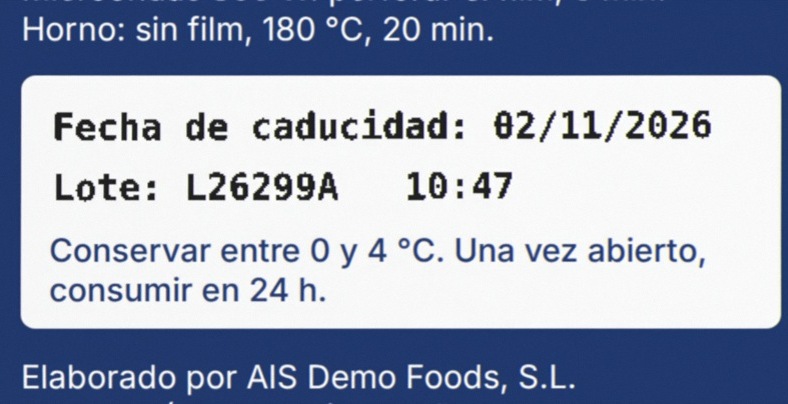 Horno: sin film, 180 °C, 20 min.
Fecha de caducidad: 02/11/2026
Lote: L26299A 10:47
Conservar entre 0 y 4 °C. Una vez abierto,
consumir en 24 h.
Elaborado por AIS Demo Foods, S.L.